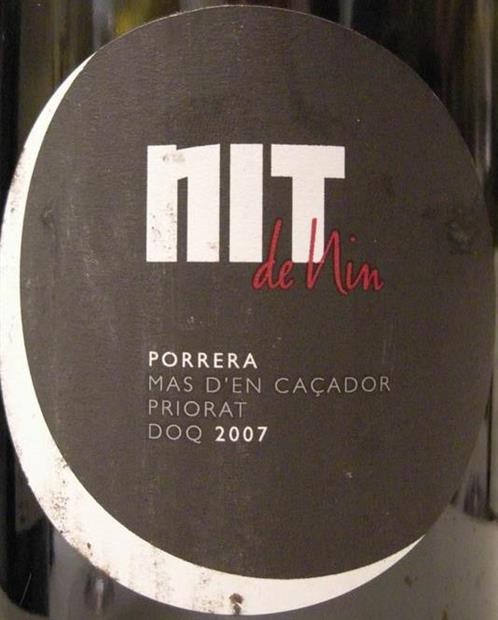 NIT
de Nin
PORRERA
MAS D'EN CAÇADOR
PRIORAT
DOQ 2007